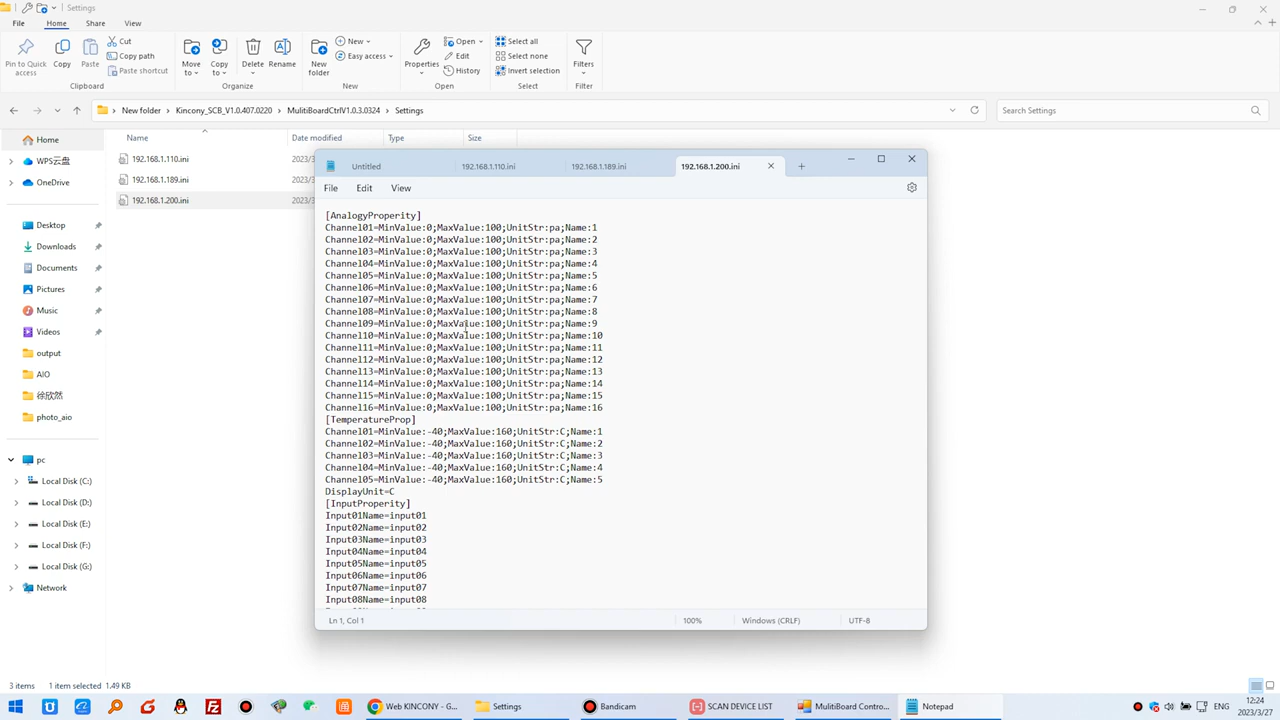 Settings
File
Home
Share
View
Pin to Quick access
Copy
Paste
Cut
Copy path
Paste shortcut
Clipboard
Move to
Copy to
Delete
Rename
Organize
New folder
New
Easy access
New
Properties
Open
Edit
History
Open
Select all
Select none
Invert selection
Select
Filters
Filter
New folder > Kincony_SCB_V1.0.407.0220 > MulitiBoardCtrlV1.0.3.0324 > Settings
Search Settings
Home
WPS云盘
OneDrive
Desktop
Downloads
Documents
Pictures
Music
Videos
output
AIO
徐欣然
photo_aio
pc
Local Disk (C:)
Local Disk (D:)
Local Disk (E:)
Local Disk (F:)
Local Disk (G:)
Network
Name Date modified Type Size
192.168.1.110.ini 2023/3
192.168.1.189.ini 2023/3
192.168.1.200.ini 2023/3
Untitled 192.168.1.110.ini 192.168.1.189.ini 192.168.1.200.ini
File Edit View
[AnalogyProperity]
Channel01=MinValue:0;MaxValue:100;UnitStr:pa;Name:1
Channel02=MinValue:0;MaxValue:100;UnitStr:pa;Name:2
Channel03=MinValue:0;MaxValue:100;UnitStr:pa;Name:3
Channel04=MinValue:0;MaxValue:100;UnitStr:pa;Name:4
Channel05=MinValue:0;MaxValue:100;UnitStr:pa;Name:5
Channel06=MinValue:0;MaxValue:100;UnitStr:pa;Name:6
Channel07=MinValue:0;MaxValue:100;UnitStr:pa;Name:7
Channel08=MinValue:0;MaxValue:100;UnitStr:pa;Name:8
Channel09=MinValue:0;MaxValue:100;UnitStr:pa;Name:9
Channel10=MinValue:0;MaxValue:100;UnitStr:pa;Name:10
Channel11=MinValue:0;MaxValue:100;UnitStr:pa;Name:11
Channel12=MinValue:0;MaxValue:100;UnitStr:pa;Name:12
Channel13=MinValue:0;MaxValue:100;UnitStr:pa;Name:13
Channel14=MinValue:0;MaxValue:100;UnitStr:pa;Name:14
Channel15=MinValue:0;MaxValue:100;UnitStr:pa;Name:15
Channel16=MinValue:0;MaxValue:100;UnitStr:pa;Name:16
[TemperatureProp]
Channel01=MinValue:-40;MaxValue:160;UnitStr:C;Name:1
Channel02=MinValue:-40;MaxValue:160;UnitStr:C;Name:2
Channel03=MinValue:-40;MaxValue:160;UnitStr:C;Name:3
Channel04=MinValue:-40;MaxValue:160;UnitStr:C;Name:4
Channel05=MinValue:-40;MaxValue:160;UnitStr:C;Name:5
DisplayUnit=C
[InputProperity]
Input01Name=input01
Input02Name=input02
Input03Name=input03
Input04Name=input04
Input05Name=input05
Input06Name=input06
Input07Name=input07
Input08Name=input08
Ln 1, Col 1 100% Windows (CRLF) UTF-8
3 items 1 item selected 1.49 KB
Web KINCONY - G... Settings Bandicam SCAN DEVICE LIST MulitiBoard Contro... Notepad
ENG
12:24
2023/3/27